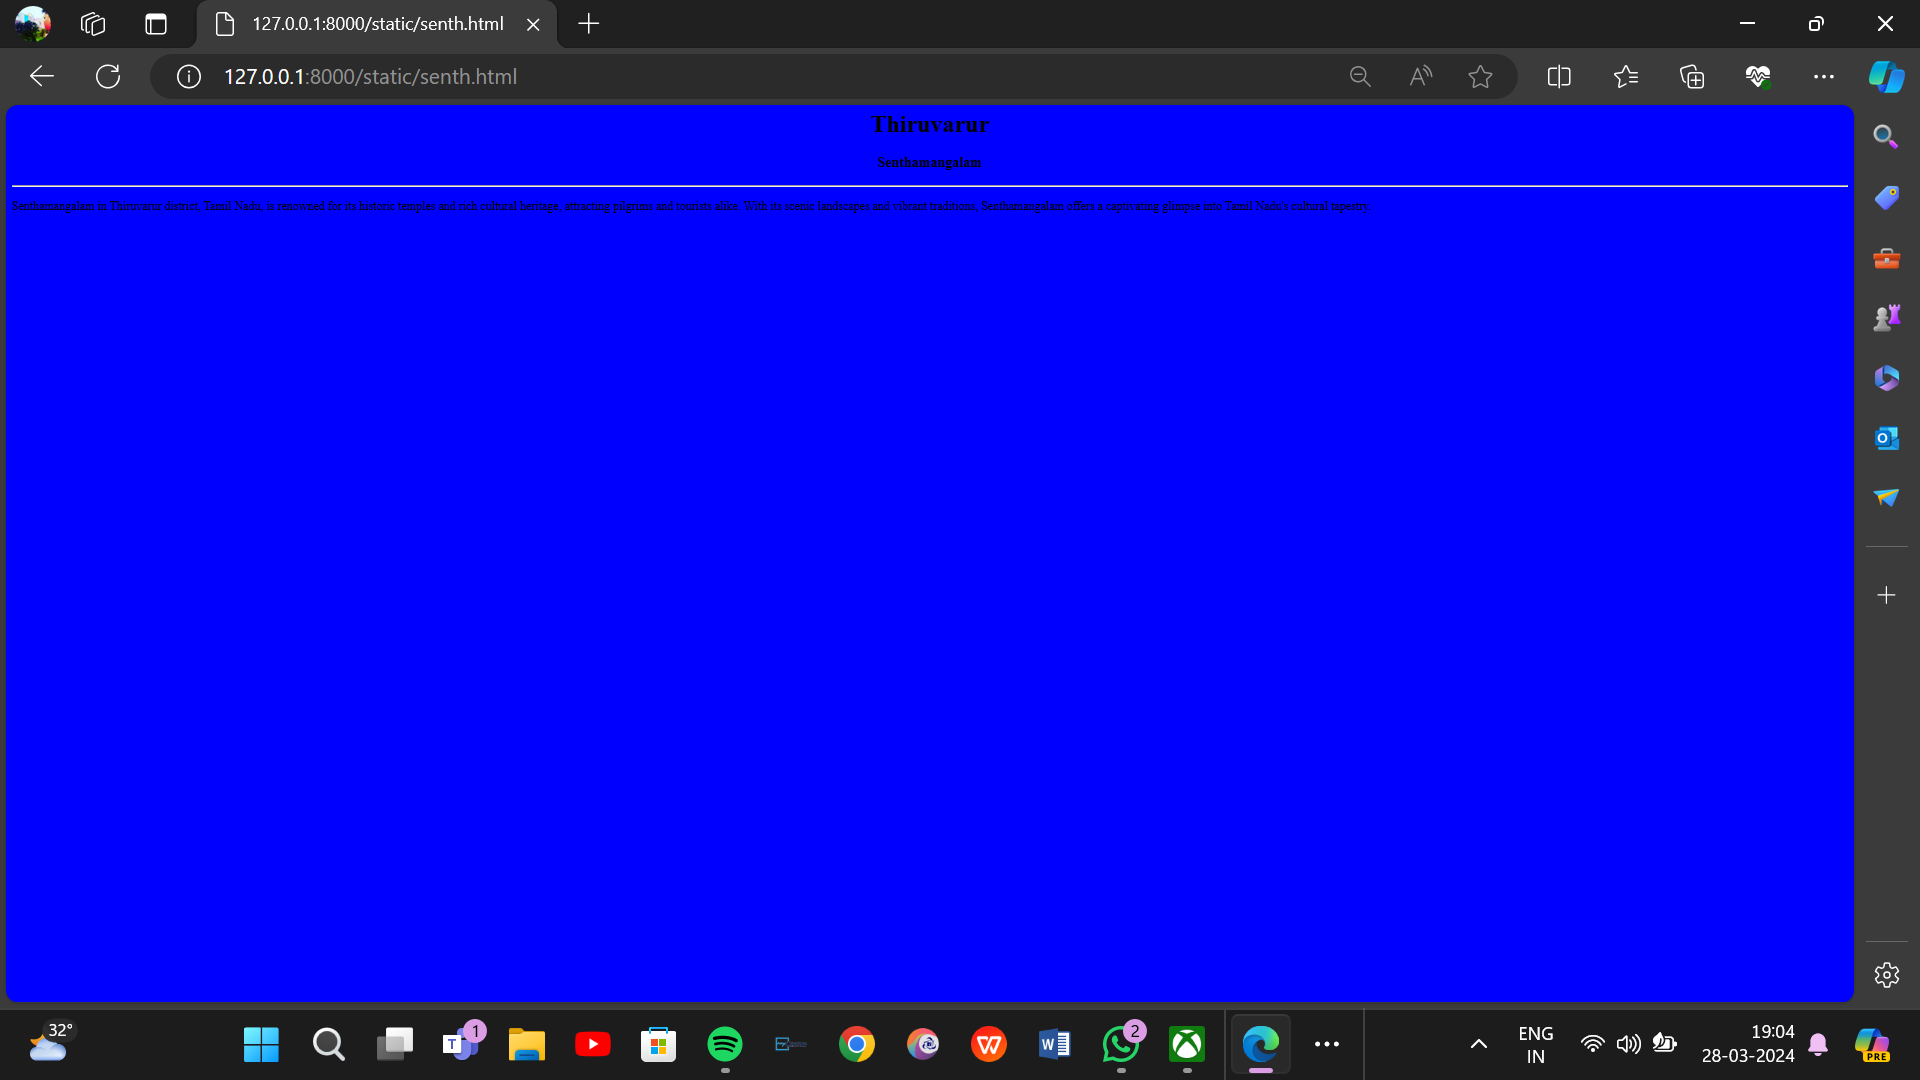 127.0.0.1:8000/static/senth.html
127.0.0.1:8000/static/senth.html
Thiruvarur
Senthamangalam
Senthamangalam in Thiruvarur district, Tamil Nadu, is renowned for its historic temples and rich cultural heritage, attracting pilgrims and tourists alike. With its scenic landscapes and vibrant traditions, Senthamangalam offers a captivating glimpse into Tamil Nadu's cultural tapestry.
32°
1
2
ENG
IN
19:04
28-03-2024
PRE